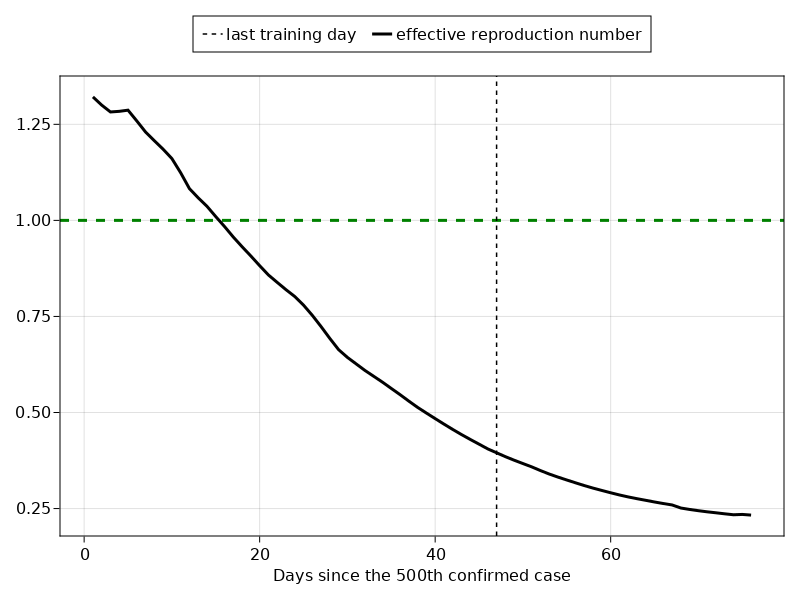 last training day effective reproduction number
1.25
1.00
0.75
0.50
0.25
0 20 40 60
Days since the 500th confirmed case